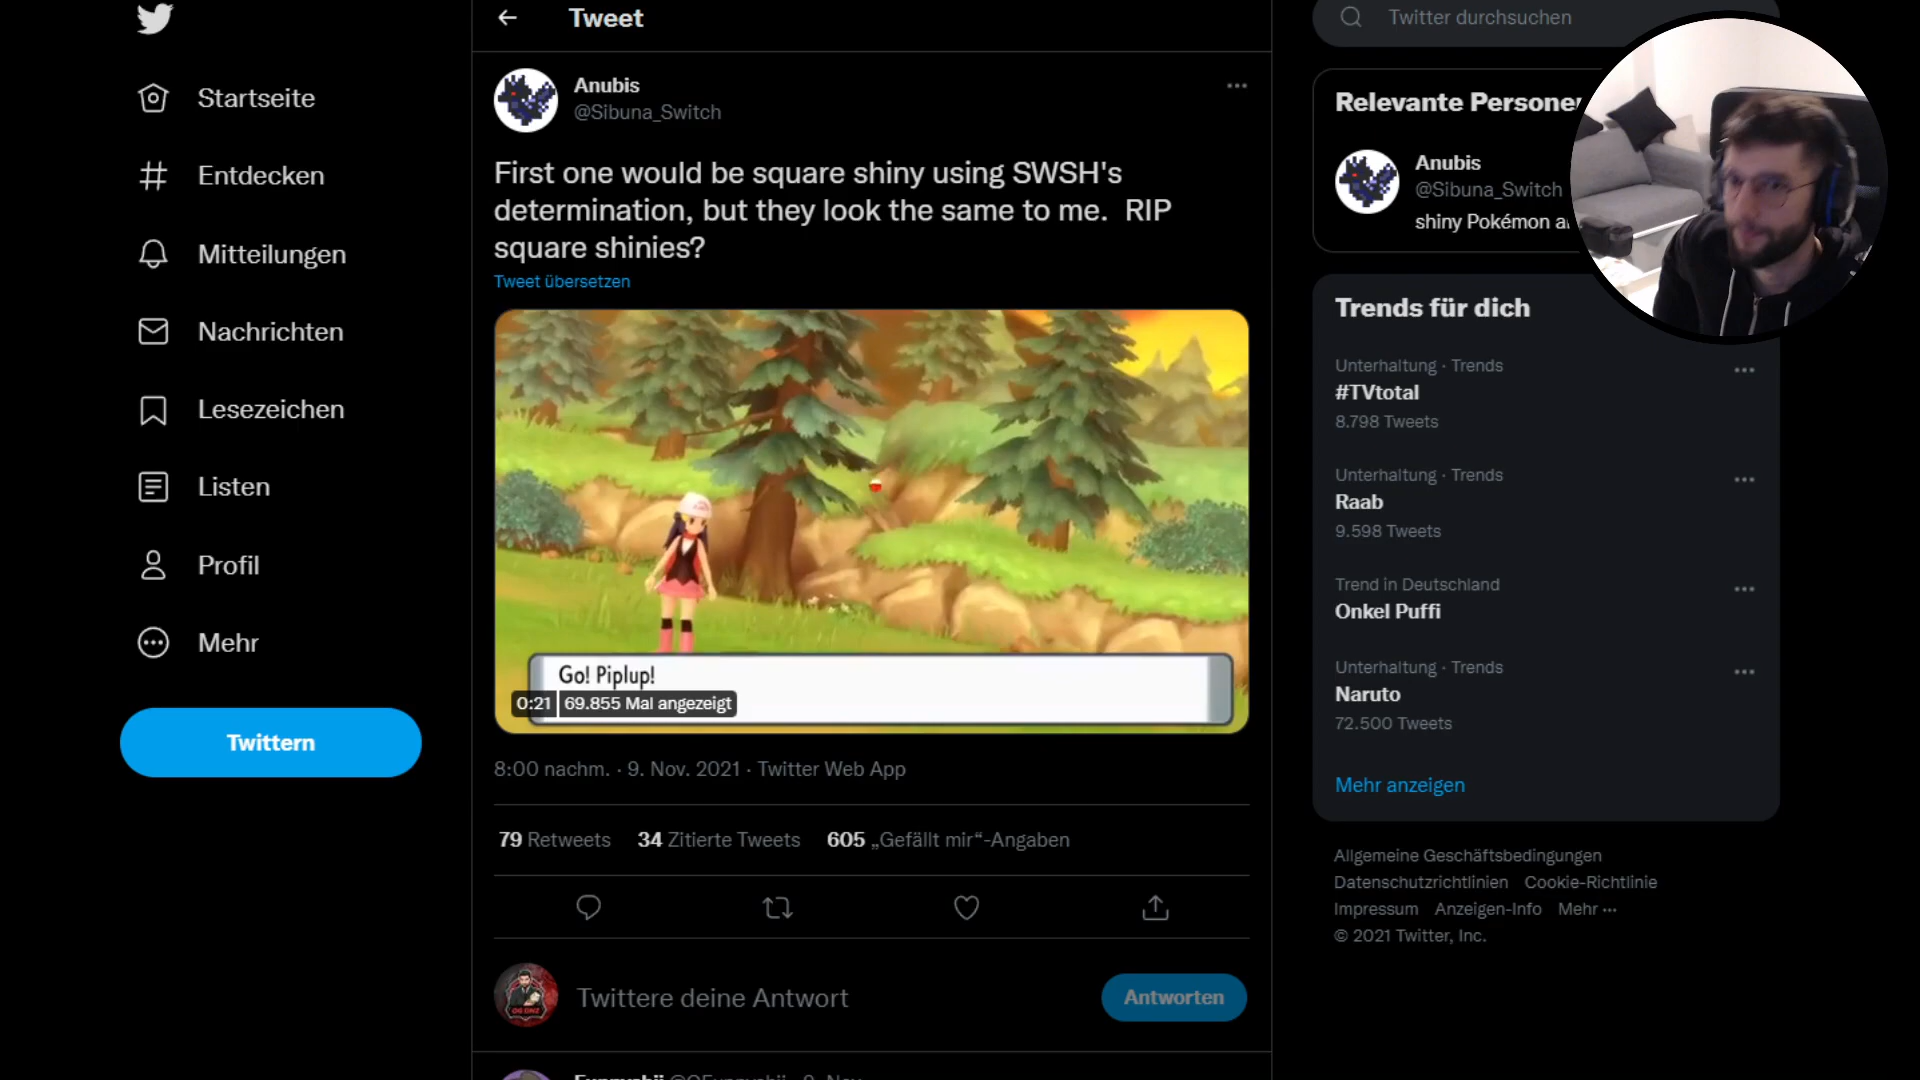 Startseite
Entdecken
Mitteilungen
Nachrichten
Lesezeichen
Listen
Profil
Mehr
Twittern
Tweet
Anubis
@Sibuna_Switch
First one would be square shiny using SWSH's
determination, but they look the same to me.  RIP
square shinies?
Tweet übersetzen
Go! Piplup!
0:21 69.855 Mal angezeigt
8:00 nachm. · 9. Nov. 2021 · Twitter Web App
79 Retweets 34 Zitierte Tweets 605 „Gefällt mir“-Angaben
Twittere deine Antwort
Antworten
Twitter durchsuchen
Relevante Personen
Anubis
@Sibuna_Switch
shiny Pokémon
Trends für dich
Unterhaltung · Trends
#TVtotal
8.798 Tweets
Unterhaltung · Trends
Raab
9.598 Tweets
Trend in Deutschland
Onkel Puffi
Unterhaltung · Trends
Naruto
72.500 Tweets
Mehr anzeigen
Allgemeine Geschäftsbedingungen
Datenschutzrichtlinien Cookie-Richtlinie
Impressum Anzeigen-Info Mehr ···
© 2021 Twitter, Inc.